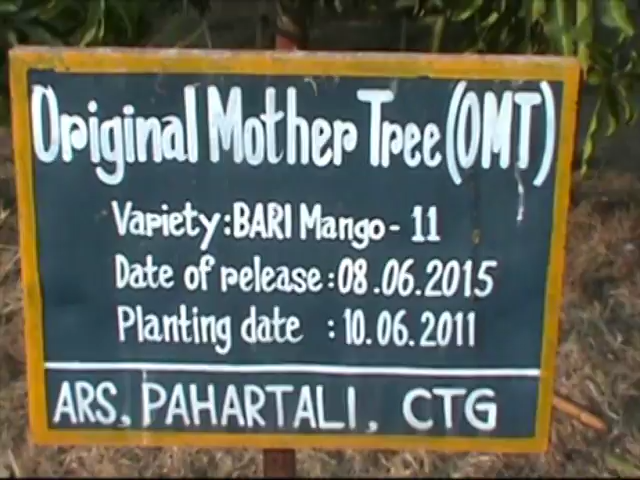 Original Mother Tree (OMT)
Variety:BARI Mango - 11
Date of release :08.06.2015
Planting date : 10.06.2011
ARS, PAHARTALI, CTG